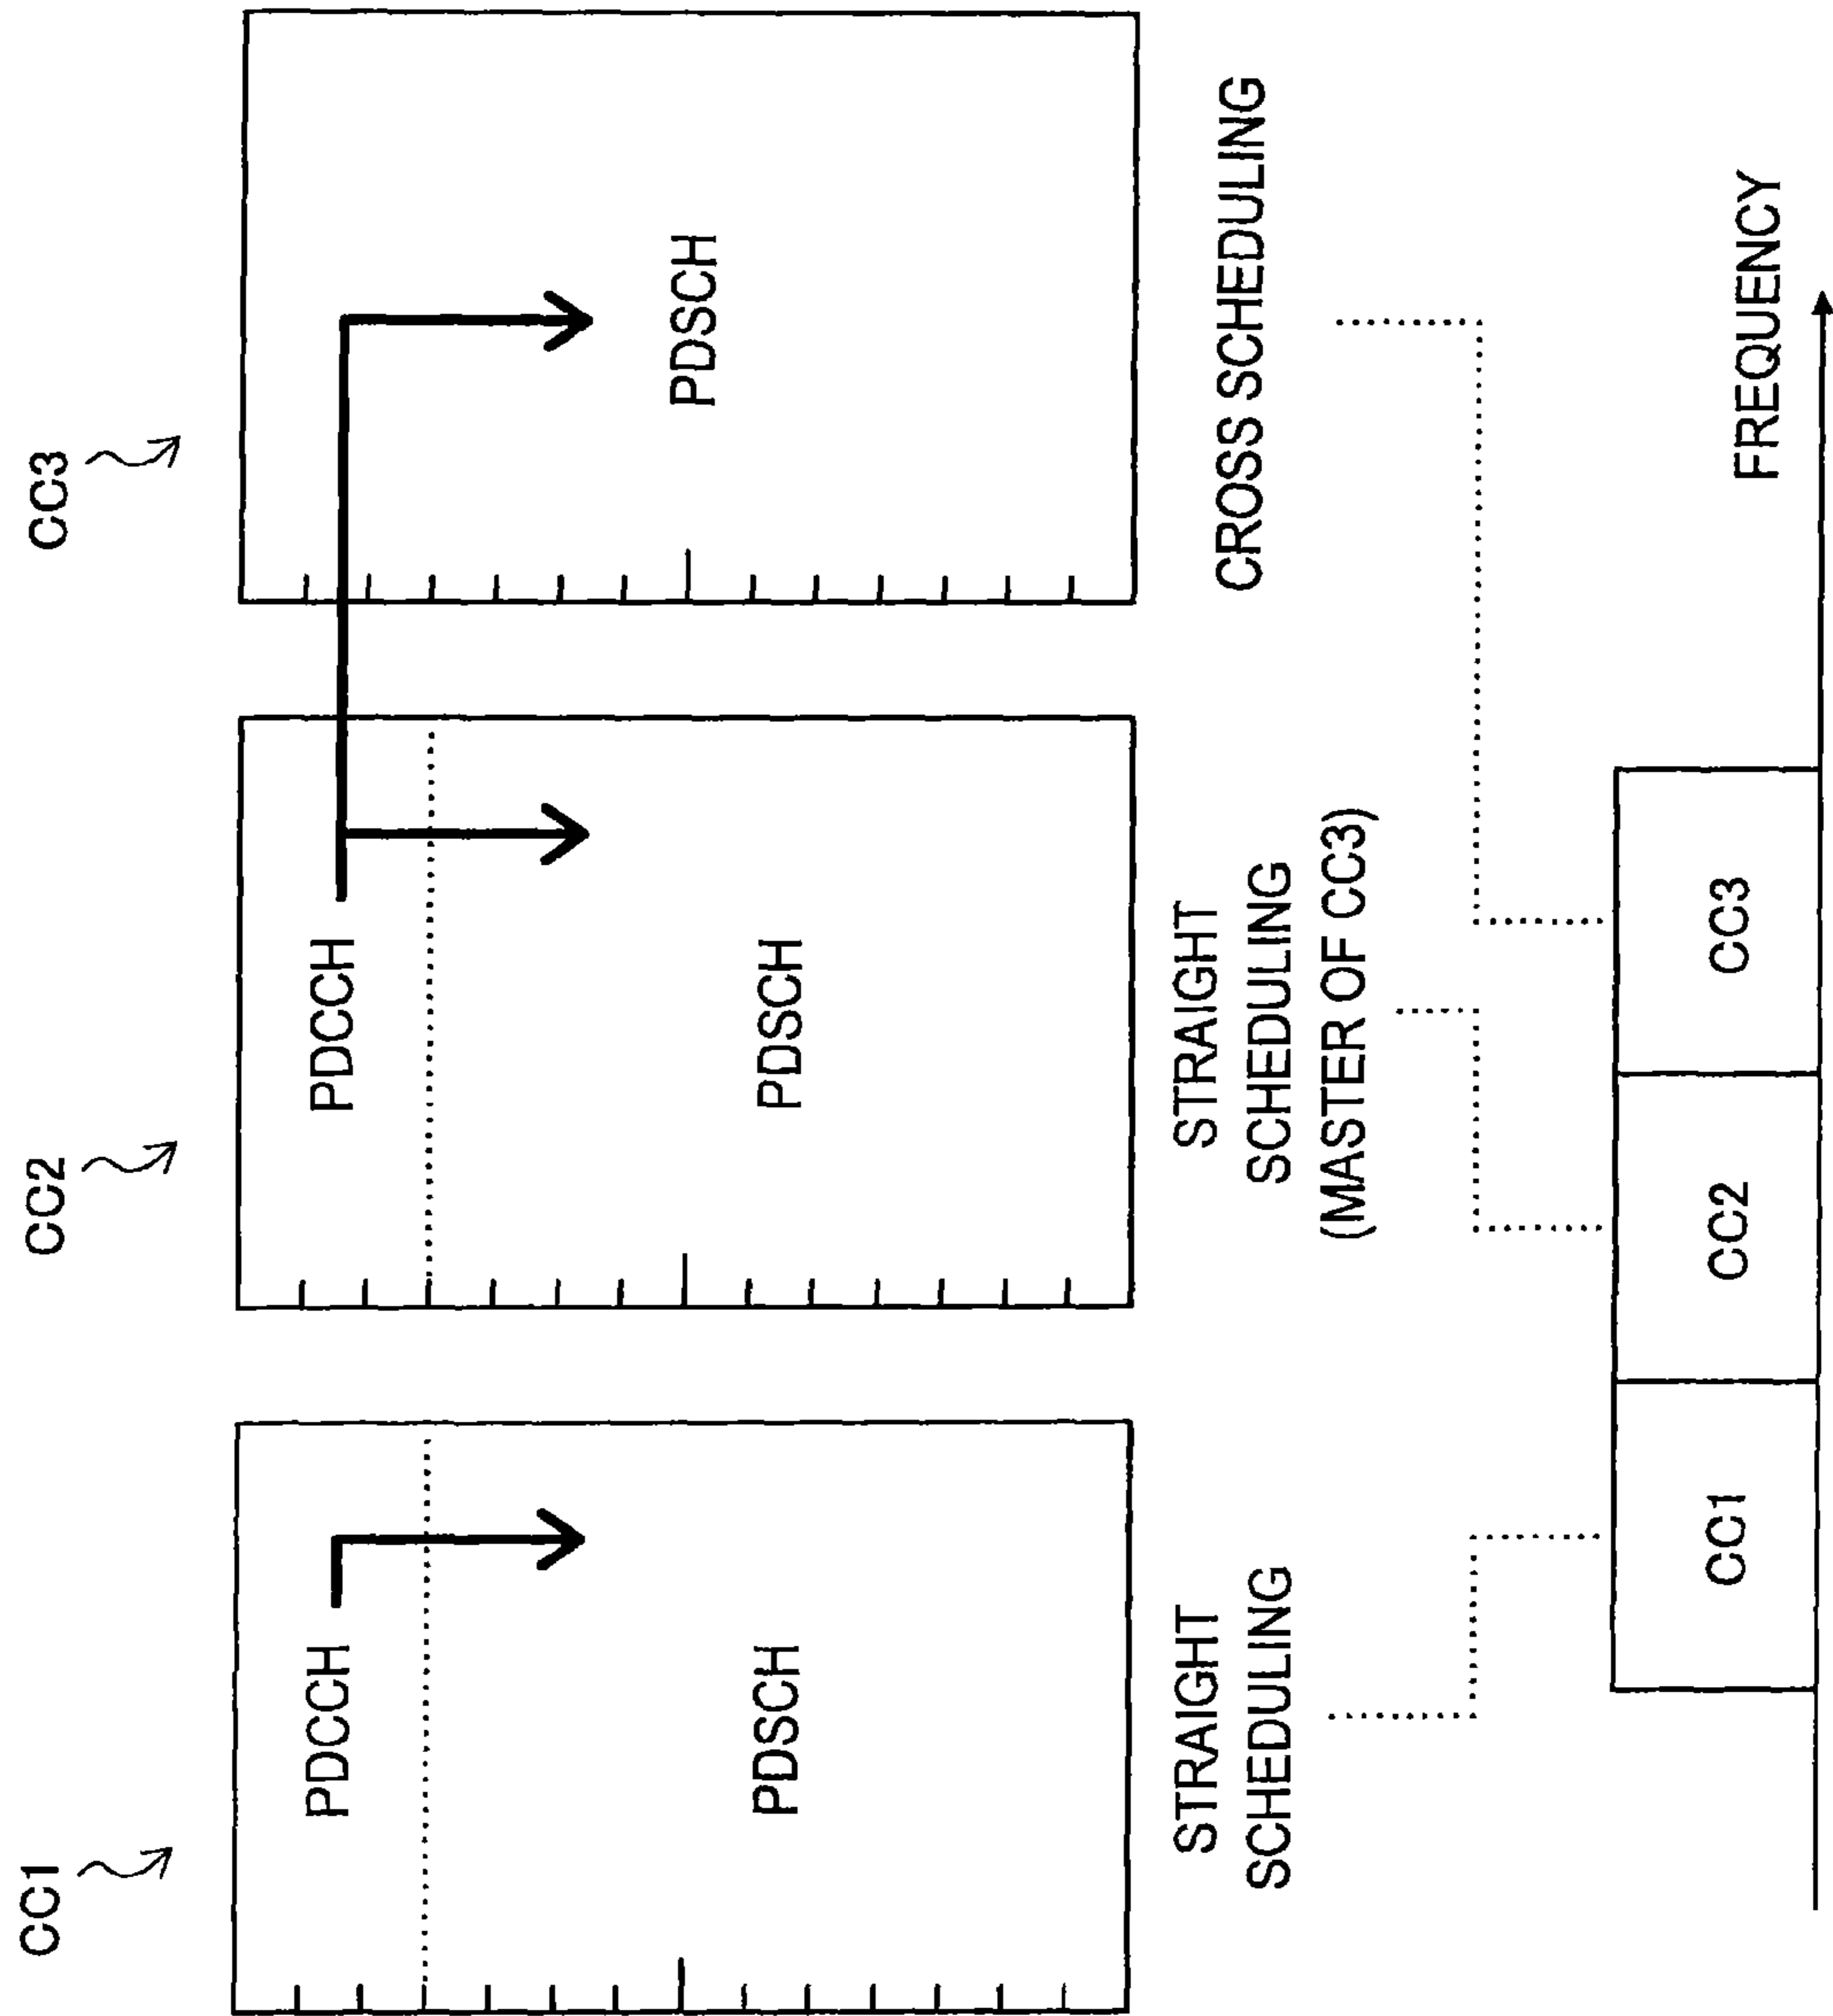 CC1
CC2
CC3
PDCCH
PDCCH
PDSCH
PDSCH
PDSCH
STRAIGHT
SCHEDULING
STRAIGHT
SCHEDULING
(MASTER OF CC3)
CROSS SCHEDULING
CC1
CC2
CC3
FREQUENCY